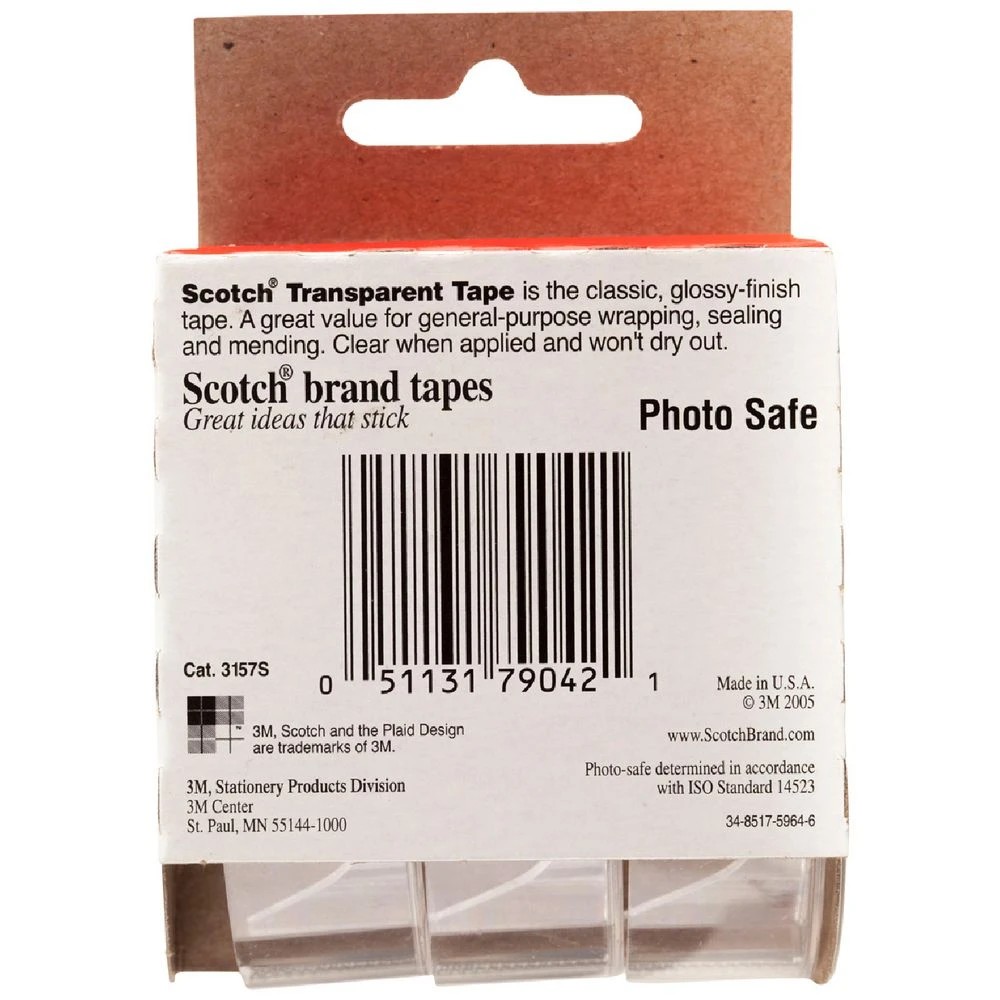 Scotch® Transparent Tape is the classic, glossy-finish
tape. A great value for general-purpose wrapping, sealing
and mending. Clear when applied and won't dry out.
Scotch® brand tapes
Great ideas that stick
Photo Safe
Cat. 3157S
0 51131 79042 1
Made in U.S.A.
© 3M 2005
™
3M, Scotch and the Plaid Design
are trademarks of 3M.
www.ScotchBrand.com
Photo-safe determined in accordance
with ISO Standard 14523
3M, Stationery Products Division
3M Center
St. Paul, MN 55144-1000
34-8517-5964-6